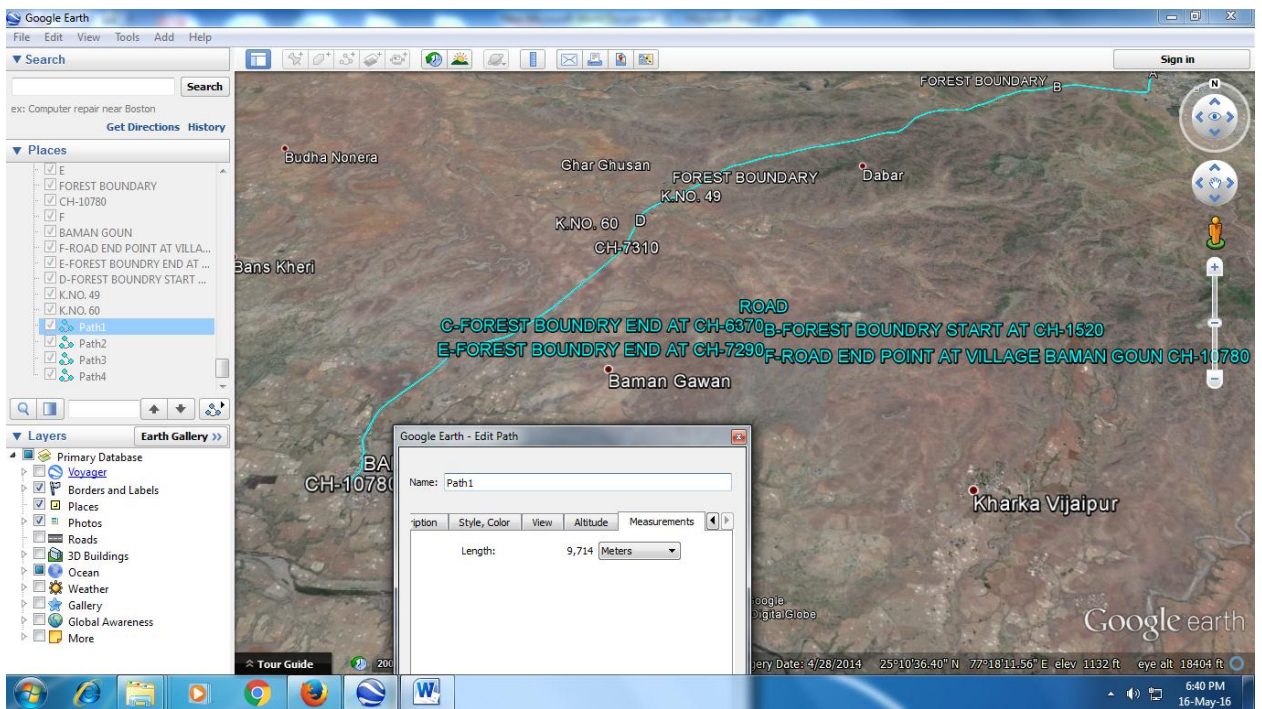 Google Earth
File Edit View Tools Add Help
Search
Search
ex: Computer repair near Boston
Get Directions History
Places
E
FOREST BOUNDARY
CH-10780
F
BAMAN GOUN
F-ROAD END POINT AT VILLA...
E-FOREST BOUNDRY END AT ...
D-FOREST BOUNDRY START ...
K.NO. 49
K.NO. 60
Path1
Path2
Path3
Path4
Layers Earth Gallery >>
Primary Database
Voyager
Borders and Labels
Places
Photos
Roads
3D Buildings
Ocean
Weather
Gallery
Global Awareness
More
Sign in
A
FOREST BOUNDARY B
N
Budha Nonera
Ghar Ghusan
FOREST BOUNDARY
Dabar
K.NO. 49
K.NO. 60 D
CH-7310
Bans Kheri
ROAD
C-FOREST BOUNDRY END AT CH-6370
B-FOREST BOUNDRY START AT CH-1520
E-FOREST BOUNDRY END AT CH-7290
F-ROAD END POINT AT VILLAGE BAMAN GOUN CH-10780
Baman Gawan
BA
CH-10780
Kharka Vijaipur
Google Earth - Edit Path
Name: Path1
ription Style, Color View Altitude Measurements
Length: 9,714 Meters
oogle
DigitalGlobe
Google earth
Tour Guide 200
gery Date: 4/28/2014 25°10'36.40" N 77°18'11.56" E elev 1132 ft eye alt 18404 ft
W
6:40 PM
16-May-16